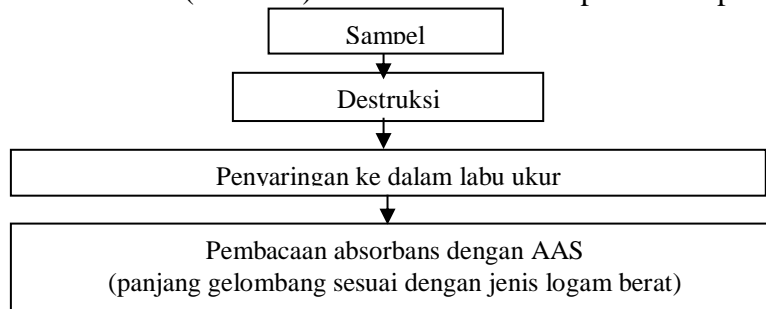 Sampel
Destruksi
Penyaringan ke dalam labu ukur
Pembacaan absorbans dengan AAS
(panjang gelombang sesuai dengan jenis logam berat)